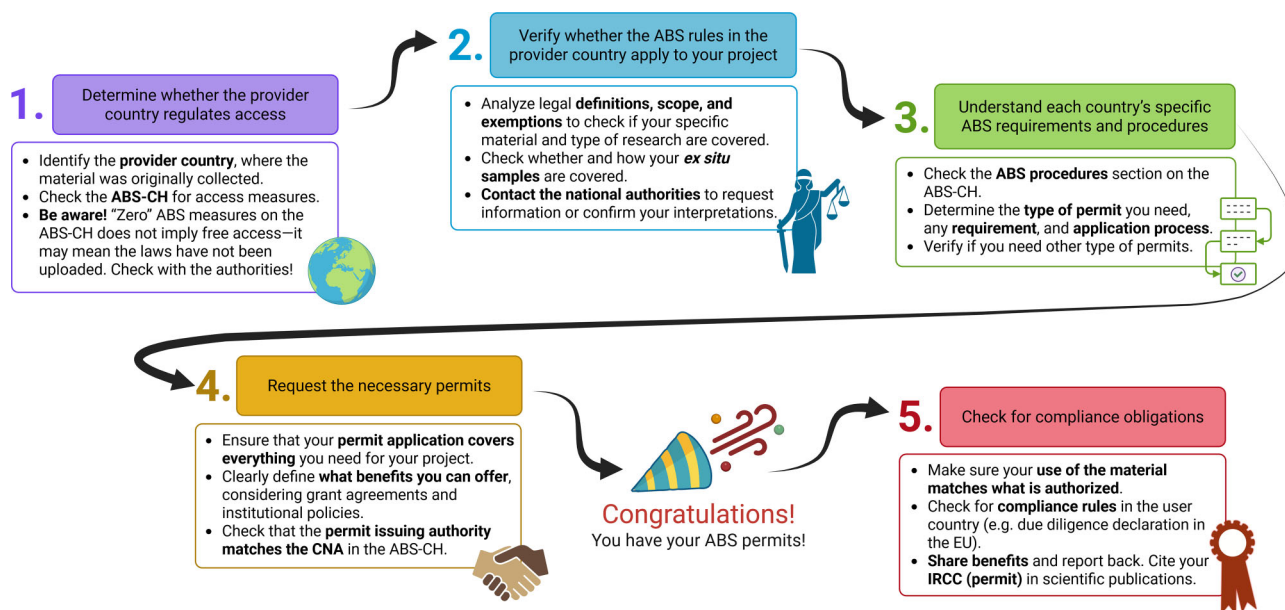 1.
Determine whether the provider
country regulates access
• Identify the provider country, where the
material was originally collected.
• Check the ABS-CH for access measures.
• Be aware! “Zero” ABS measures on the
ABS-CH does not imply free access—it
may mean the laws have not been
uploaded. Check with the authorities!
2.
Verify whether the ABS rules in the
provider country apply to your project
• Analyze legal definitions, scope, and
exemptions to check if your specific
material and type of research are covered.
• Check whether and how your ex situ
samples are covered.
• Contact the national authorities to request
information or confirm your interpretations.
3.
Understand each country’s specific
ABS requirements and procedures
• Check the ABS procedures section on the
ABS-CH.
• Determine the type of permit you need,
any requirement, and application process.
• Verify if you need other type of permits.
4.
Request the necessary permits
• Ensure that your permit application covers
everything you need for your project.
• Clearly define what benefits you can offer,
considering grant agreements and
institutional policies.
• Check that the permit issuing authority
matches the CNA in the ABS-CH.
Congratulations!
You have your ABS permits!
5.
Check for compliance obligations
• Make sure your use of the material
matches what is authorized.
• Check for compliance rules in the user
country (e.g. due diligence declaration in
the EU).
• Share benefits and report back. Cite your
IRCC (permit) in scientific publications.